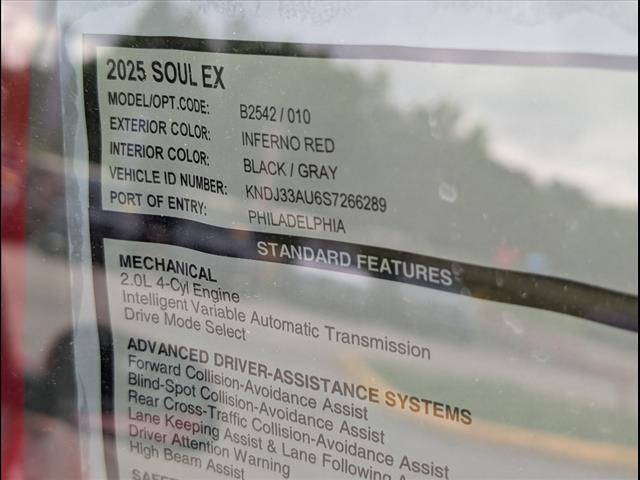 2025 SOUL EX
MODEL/OPT.CODE: B2542 / 010
EXTERIOR COLOR: INFERNO RED
INTERIOR COLOR: BLACK / GRAY
VEHICLE ID NUMBER: KNDJ33AU6S7266289
PORT OF ENTRY: PHILADELPHIA
STANDARD FEATURES
MECHANICAL
2.0L 4-Cyl Engine
Intelligent Variable Automatic Transmission
Drive Mode Select
ADVANCED DRIVER-ASSISTANCE SYSTEMS
Forward Collision-Avoidance Assist
Blind-Spot Collision-Avoidance Assist
Rear Cross-Traffic Collision-Avoidance Assist
Lane Keeping Assist & Lane Following
Driver Attention Warning
High Beam Assist